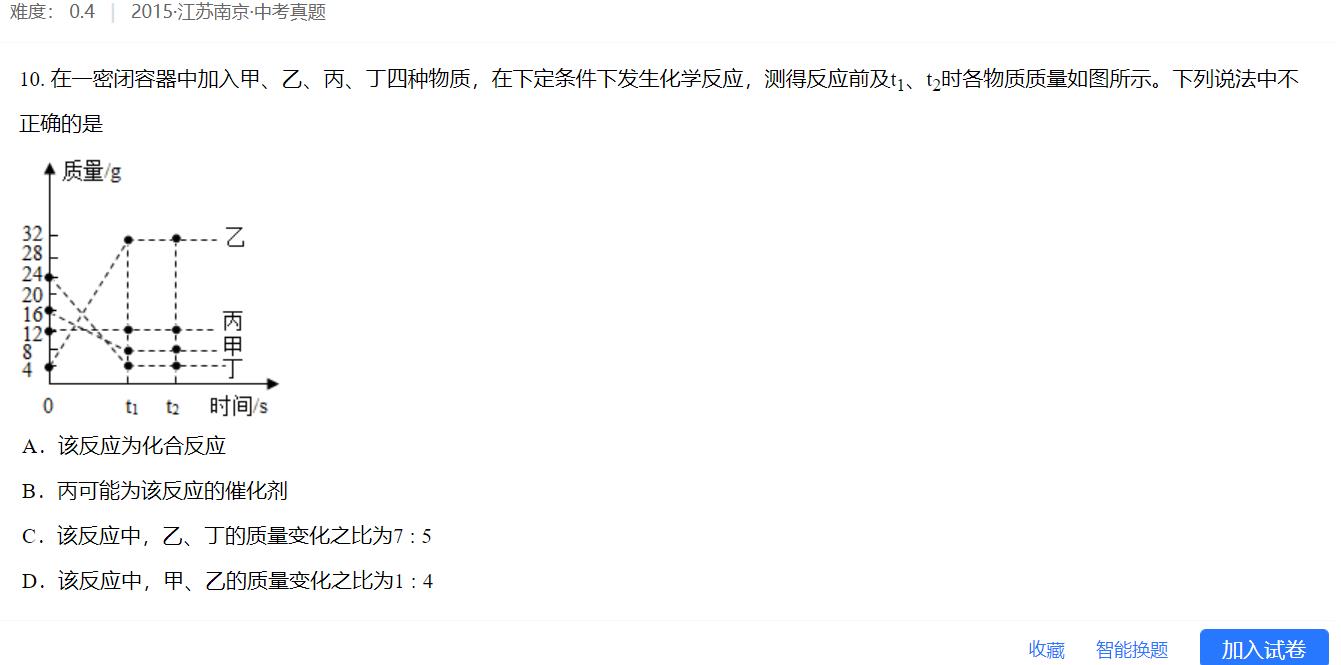 难度： 0.4 | 2015·江苏南京·中考真题
10. 在一密闭容器中加入甲、乙、丙、丁四种物质，在下定条件下发生化学反应，测得反应前及t₁、t₂时各物质质量如图所示。下列说法中不
正确的是
质量/g
32
28
24
20
16
12
8
4
乙
丙
甲
丁
0 t₁ t₂ 时间/s
A．该反应为化合反应
B．丙可能为该反应的催化剂
C．该反应中，乙、丁的质量变化之比为7 : 5
D．该反应中，甲、乙的质量变化之比为1 : 4
收藏 智能换题 加入试卷